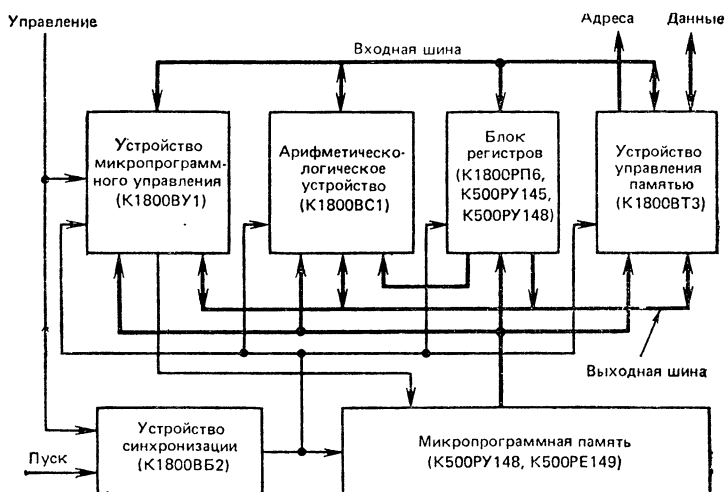 Управление
Адреса
Данные
Входная шина
Устройство
микропрограмм-
ного управления
(К1800ВУ1)
Арифметическо-
логическое
устройство
(К1800ВС1)
Блок
регистров
(К1800РП6,
К500РУ145,
К500РУ148)
Устройство
управления
памятью
(К1800ВТ3)
Выходная шина
Устройство
синхронизации
(К1800ВБ2)
Пуск
Микропрограммная память
(К500РУ148, К500РЕ149)